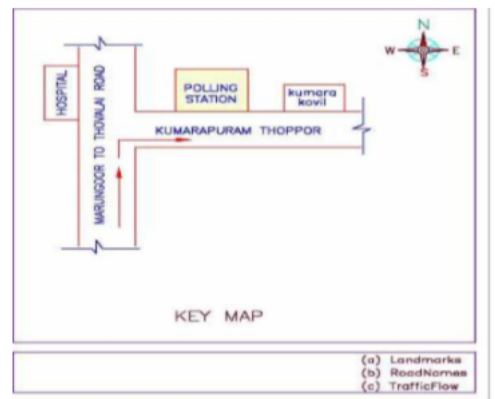 N
W E
S
HOSPITAL
MARUNGOOR TO THOVALAI ROAD
POLLING
STATION
kumara
kovil
KUMARAPURAM THOPPOR
KEY MAP
(a) Landmarks
(b) RoadNames
(c) TrafficFlow